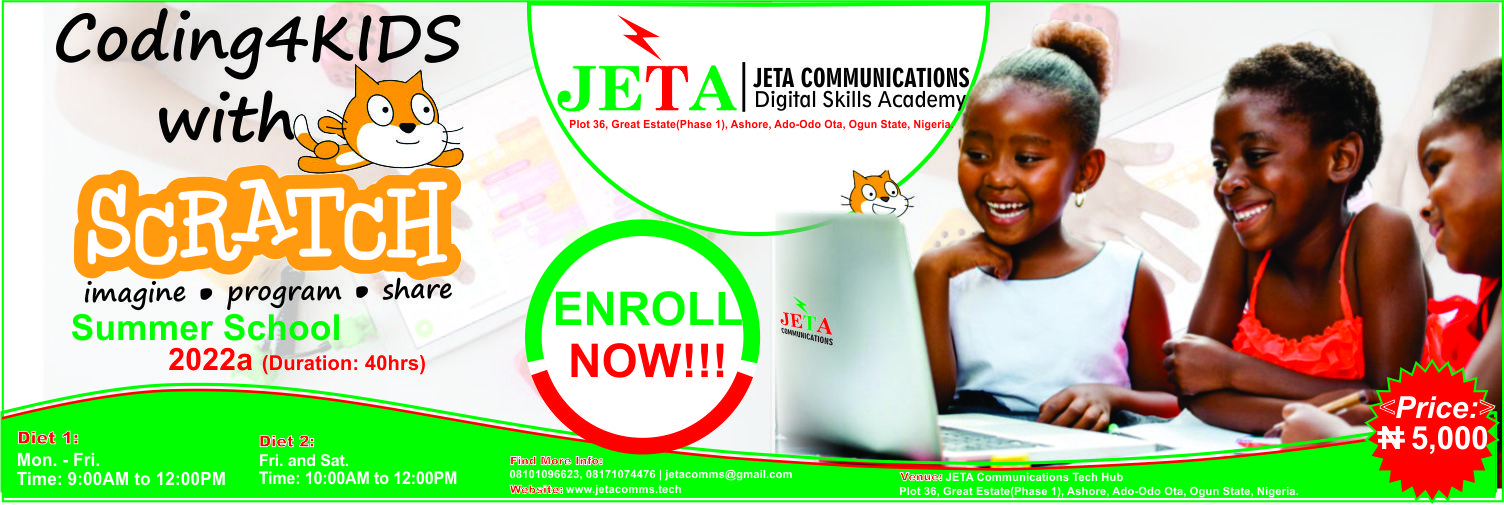 Coding4KIDS
with
SCRATCH
imagine • program • share
Summer School
2022a (Duration: 40hrs)
JETA | JETA COMMUNICATIONS
Digital Skills Academy
Plot 36, Great Estate(Phase 1), Ashore, Ado-Odo Ota, Ogun State, Nigeria.
ENROLL
NOW!!!
JETA
COMMUNICATIONS
<Price:>
₦ 5,000
Diet 1:
Mon. - Fri.
Time: 9:00AM to 12:00PM
Diet 2:
Fri. and Sat.
Time: 10:00AM to 12:00PM
Find More Info:
08101096623, 08171074476 | jetacomms@gmail.com
Website: www.jetacomms.tech
Venue: JETA Communications Tech Hub
Plot 36, Great Estate(Phase 1), Ashore, Ado-Odo Ota, Ogun State, Nigeria.